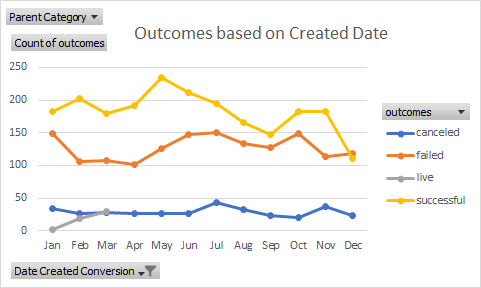 Parent Category
Outcomes based on Created Date
Count of outcomes
250
200
150
100
50
0
Jan Feb Mar Apr May Jun Jul Aug Sep Oct Nov Dec
outcomes
canceled
failed
live
successful
Date Created Conversion